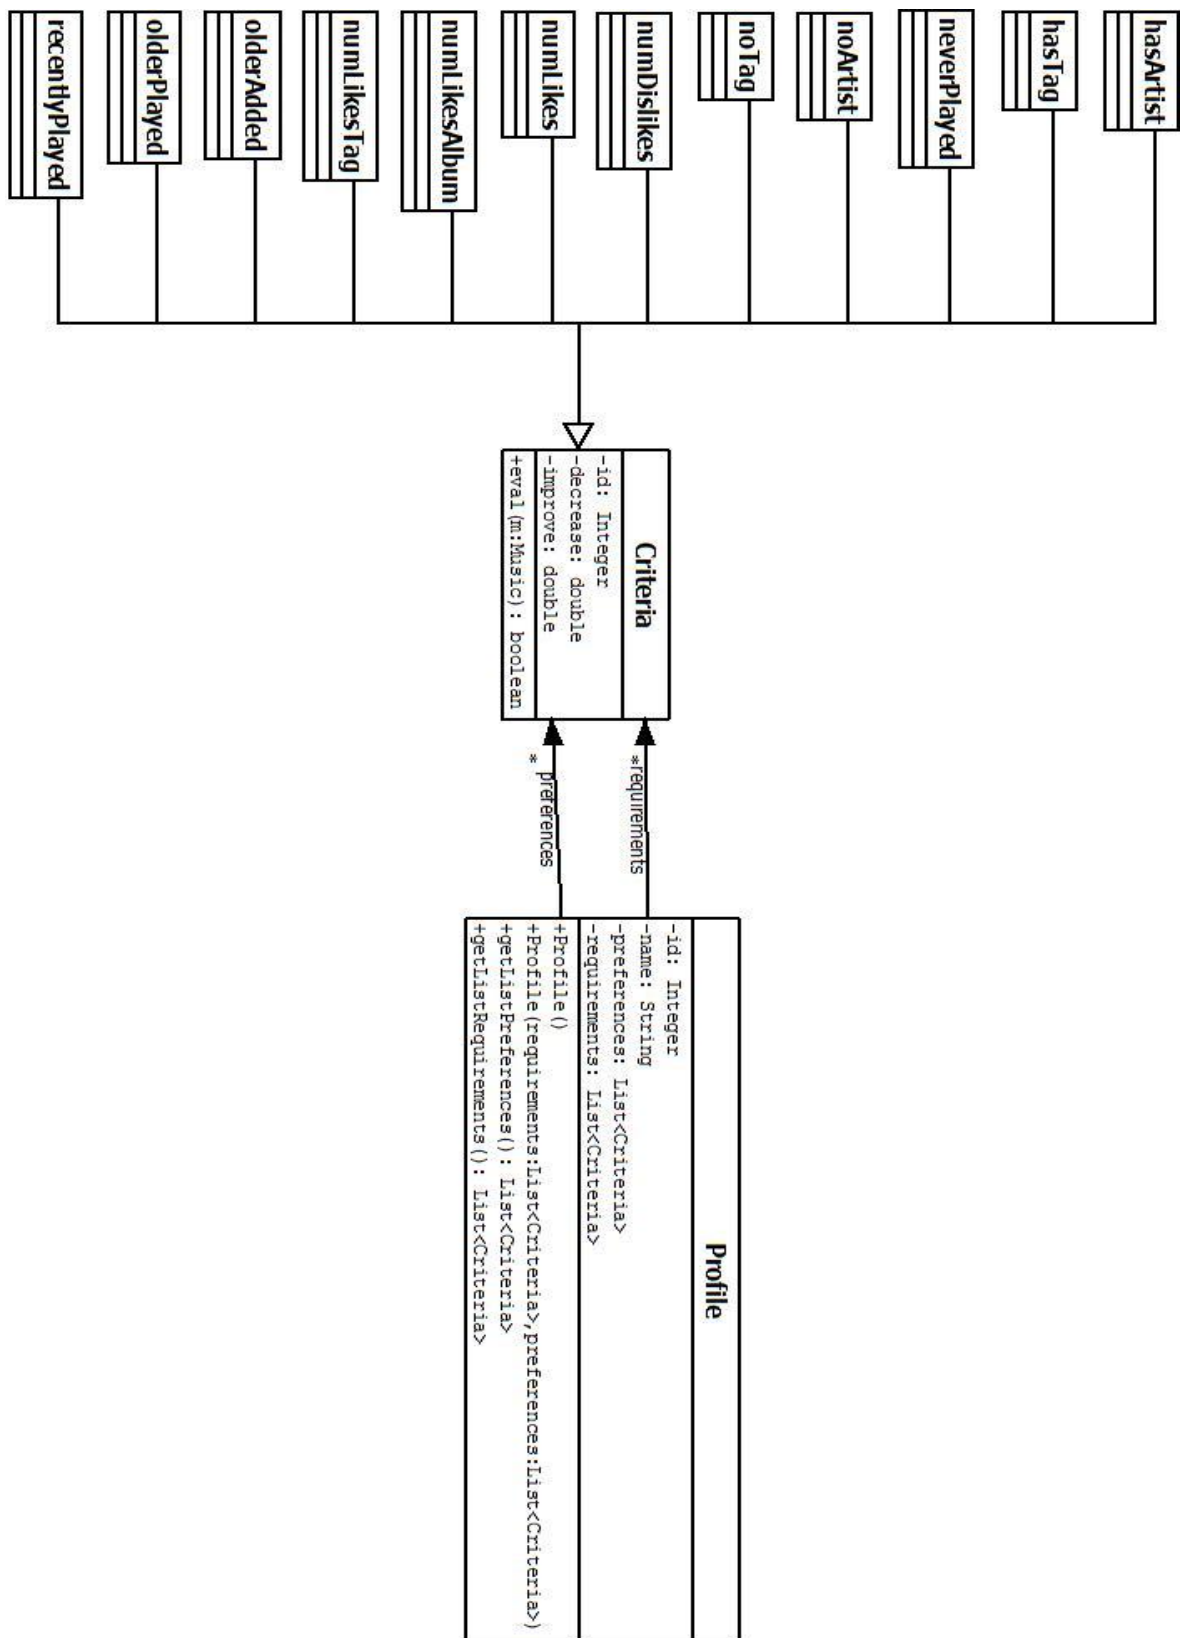 hasArtist
hasTag
neverPlayed
noArtist
noTag
numDislikes
numLikes
numLikesAlbum
numLikesTag
olderAdded
olderPlayed
recentlyPlayed
Criteria
-id: Integer
-decrease: double
-improve: double
+eval(m:Music): boolean
*requirements
* preferences
Profile
-id: Integer
-name: String
-preferences: List<Criteria>
-requirements: List<Criteria>
+Profile()
+Profile(requirements:List<Criteria>,preferences:List<Criteria>)
+getListPreferences(): List<Criteria>
+getListRequirements(): List<Criteria>